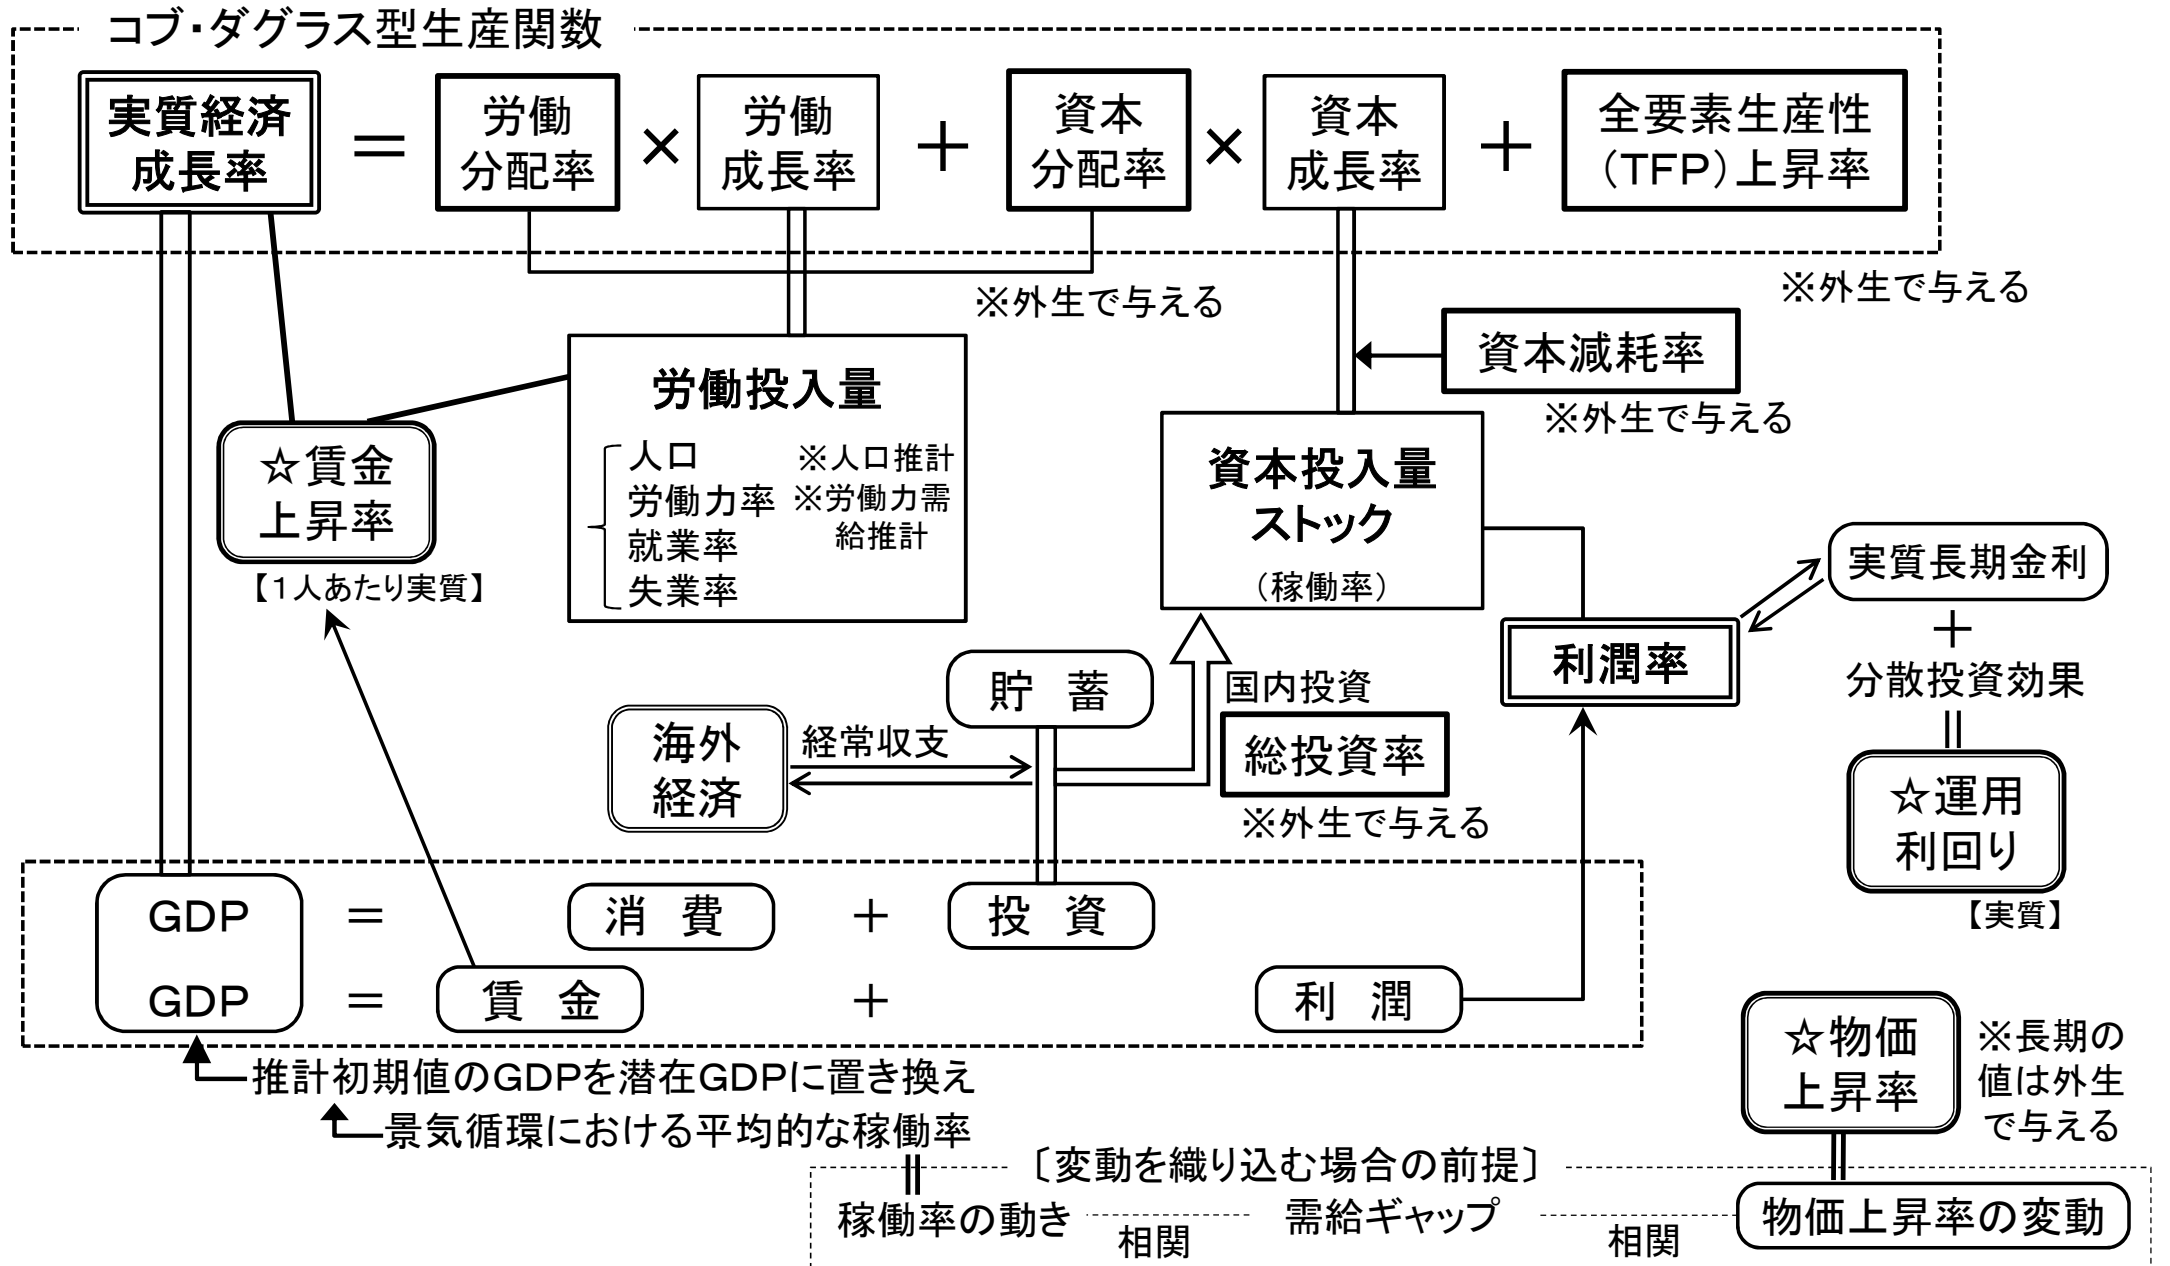 コブ・ダグラス型生産関数
実質経済
成長率
＝
労働
分配率
×
労働
成長率
＋
資本
分配率
×
資本
成長率
＋
全要素生産性
（TFP）上昇率
※外生で与える
※外生で与える
資本減耗率
※外生で与える
労働投入量
人口 ※人口推計
労働力率 ※労働力需
給推計
就業率
失業率
☆賃金
上昇率
【１人あたり実質】
資本投入量
ストック
（稼働率）
実質長期金利
＋
分散投資効果
||
☆運用
利回り
【実質】
利潤率
貯　蓄
国内投資
総投資率
※外生で与える
海外
経済
経常収支
GDP ＝ 消　費 ＋ 投　資
GDP ＝ 賃　金 ＋ 利　潤
推計初期値のGDPを潜在GDPに置き換え
景気循環における平均的な稼働率
☆物価
上昇率
※長期の
値は外生
で与える
〔変動を織り込む場合の前提〕
稼働率の動き
相関
需給ギャップ
相関
物価上昇率の変動